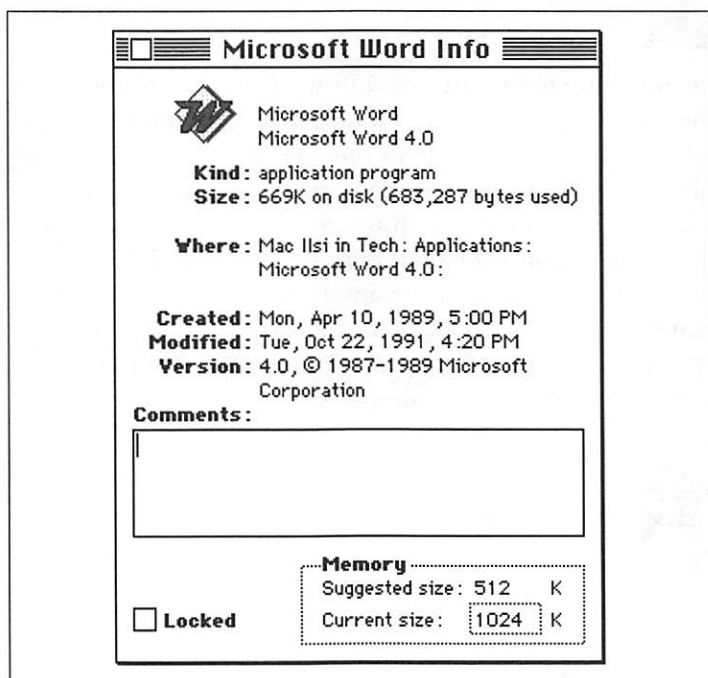 Microsoft Word Info
Microsoft Word
Microsoft Word 4.0
Kind: application program
Size: 669K on disk (683,287 bytes used)
Where: Mac IIsi in Tech: Applications:
Microsoft Word 4.0:
Created: Mon, Apr 10, 1989, 5:00 PM
Modified: Tue, Oct 22, 1991, 4:20 PM
Version: 4.0, © 1987-1989 Microsoft
Corporation
Comments:
Memory
Suggested size: 512 K
Locked
Current size: 1024 K